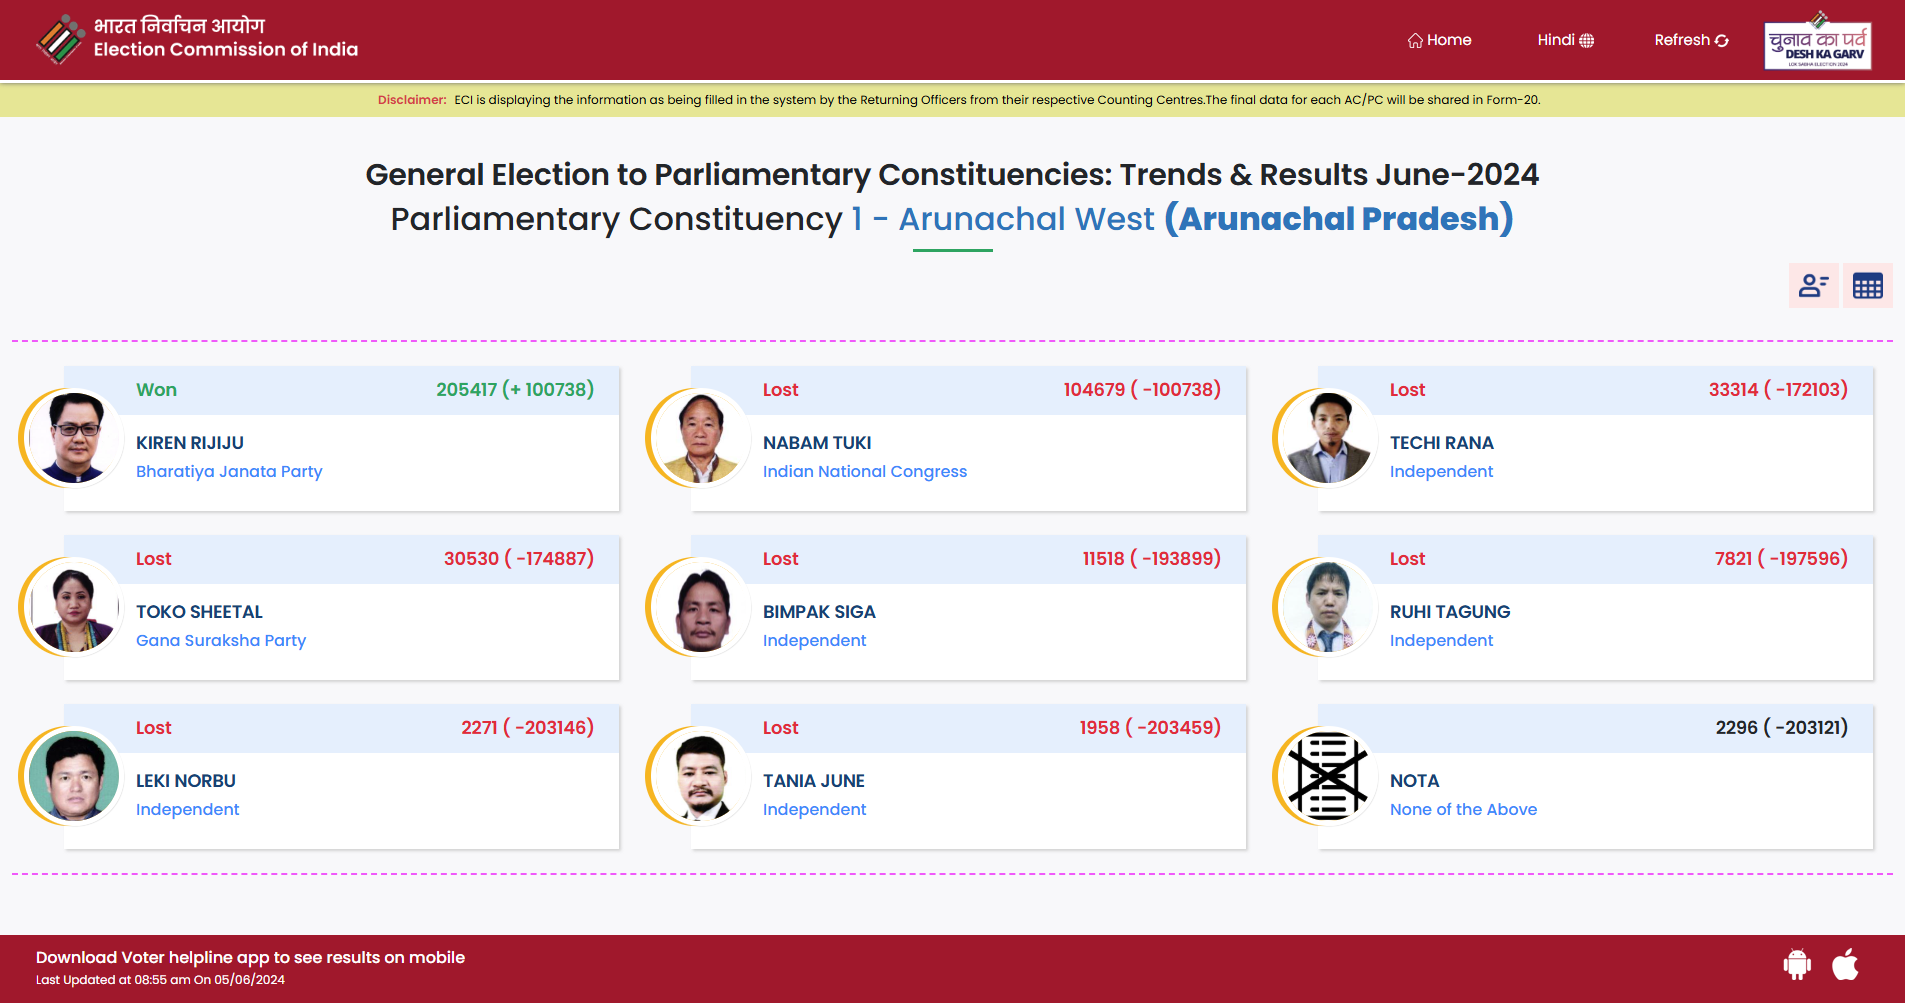 भारत निर्वाचन आयोग
Election Commission of India
Home
Hindi
Refresh
चुनाव का पर्व
DESH KA GARV
LOK SABHA ELECTION 2024
Disclaimer: ECI is displaying the information as being filled in the system by the Returning Officers from their respective Counting Centres.The final data for each AC/PC will be shared in Form-20.
General Election to Parliamentary Constituencies: Trends & Results June-2024
Parliamentary Constituency 1 - Arunachal West (Arunachal Pradesh)
Won 205417 (+ 100738)
KIREN RIJIJU
Bharatiya Janata Party
Lost 104679 ( -100738)
NABAM TUKI
Indian National Congress
Lost 33314 ( -172103)
TECHI RANA
Independent
Lost 30530 ( -174887)
TOKO SHEETAL
Gana Suraksha Party
Lost 11518 ( -193899)
BIMPAK SIGA
Independent
Lost 7821 ( -197596)
RUHI TAGUNG
Independent
Lost 2271 ( -203146)
LEKI NORBU
Independent
Lost 1958 ( -203459)
TANIA JUNE
Independent
2296 ( -203121)
NOTA
None of the Above
Download Voter helpline app to see results on mobile
Last Updated at 08:55 am On 05/06/2024